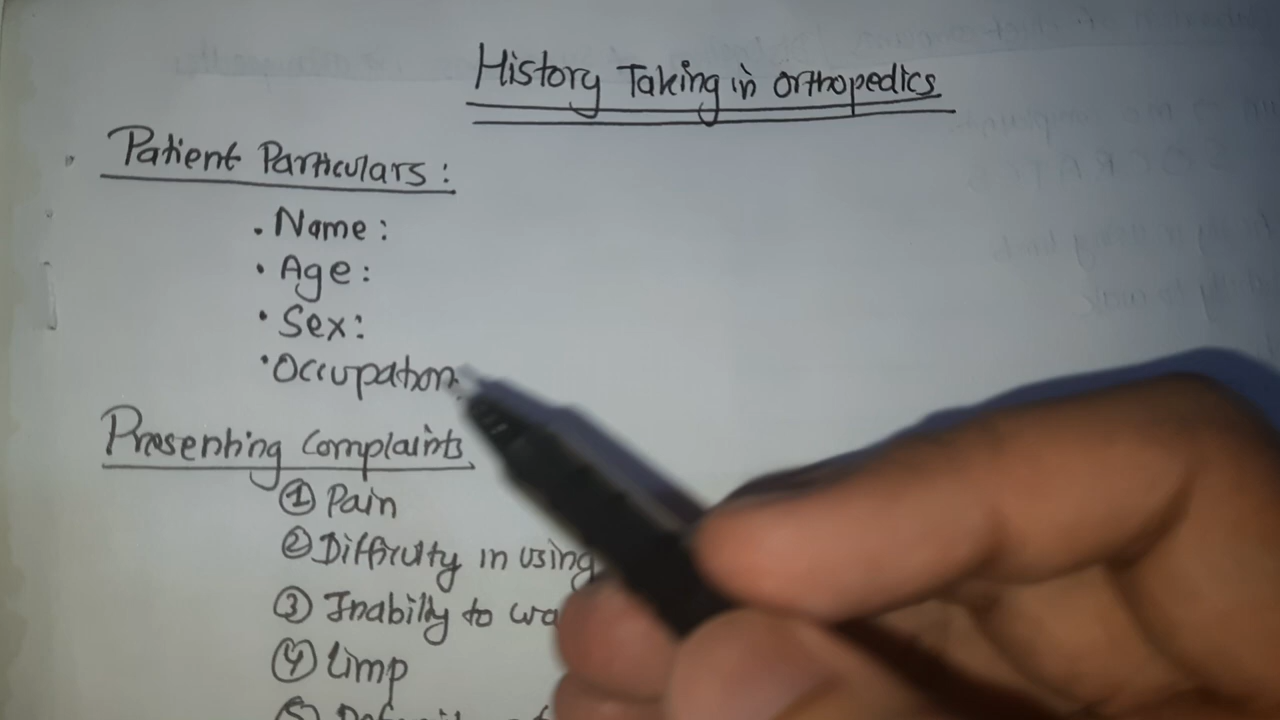 History Taking in Orthopedics
Patient Particulars:
• Name:
• Age:
• Sex:
• Occupation
Presenting Complaints
① Pain
② Difficulty in using
③ Inability to
④ Limp
⑤